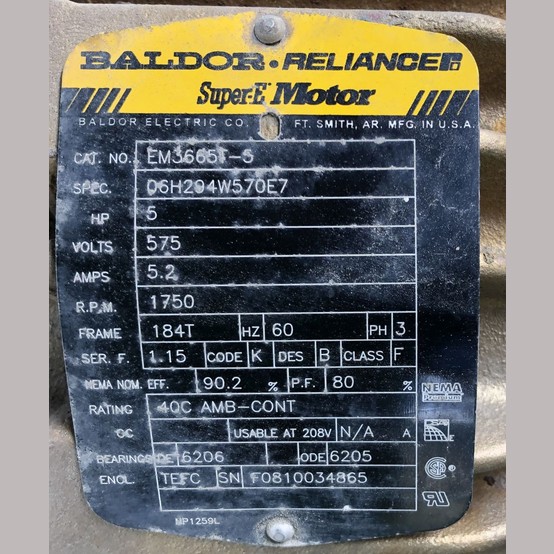 BALDOR • RELIANCE
Super-E Motor
BALDOR ELECTRIC CO. FT. SMITH, AR. MFG. IN U.S.A.
CAT. NO. EM3665T-5
SPEC. 06H294W570E7
HP 5
VOLTS 575
AMPS 5.2
R.P.M. 1750
FRAME 184T HZ 60 PH 3
SER. F. 1.15 CODE K DES B CLASS F
NEMA NOM. EFF. 90.2 % P.F. 80 %
RATING 40C AMB-CONT
NEMA
Premium
CC USABLE AT 208V N/A A
BEARINGS DE 6206 ODE 6205
ENCL. TEFC SN F0810034865
NP1259L